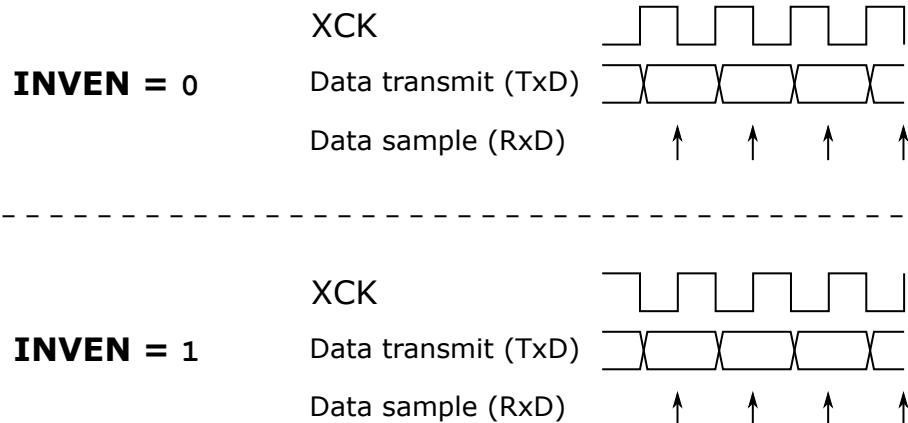 XCK
INVEN = 0
Data transmit (TxD)
Data sample (RxD)
XCK
INVEN = 1
Data transmit (TxD)
Data sample (RxD)